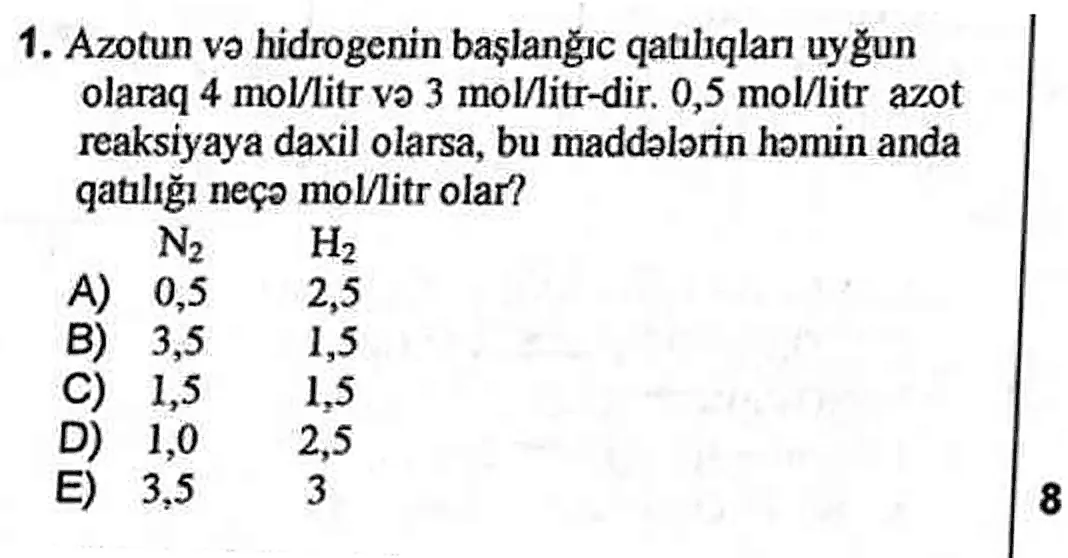 1. Azotun və hidrogenin başlanğıc qatılıqları uyğun
olaraq 4 mol/litr və 3 mol/litr-dir. 0,5 mol/litr azot
reaksiyaya daxil olarsa, bu maddələrin həmin anda
qatılığı neçə mol/litr olar?
N₂ H₂
A) 0,5 2,5
B) 3,5 1,5
C) 1,5 1,5
D) 1,0 2,5
E) 3,5 3
8